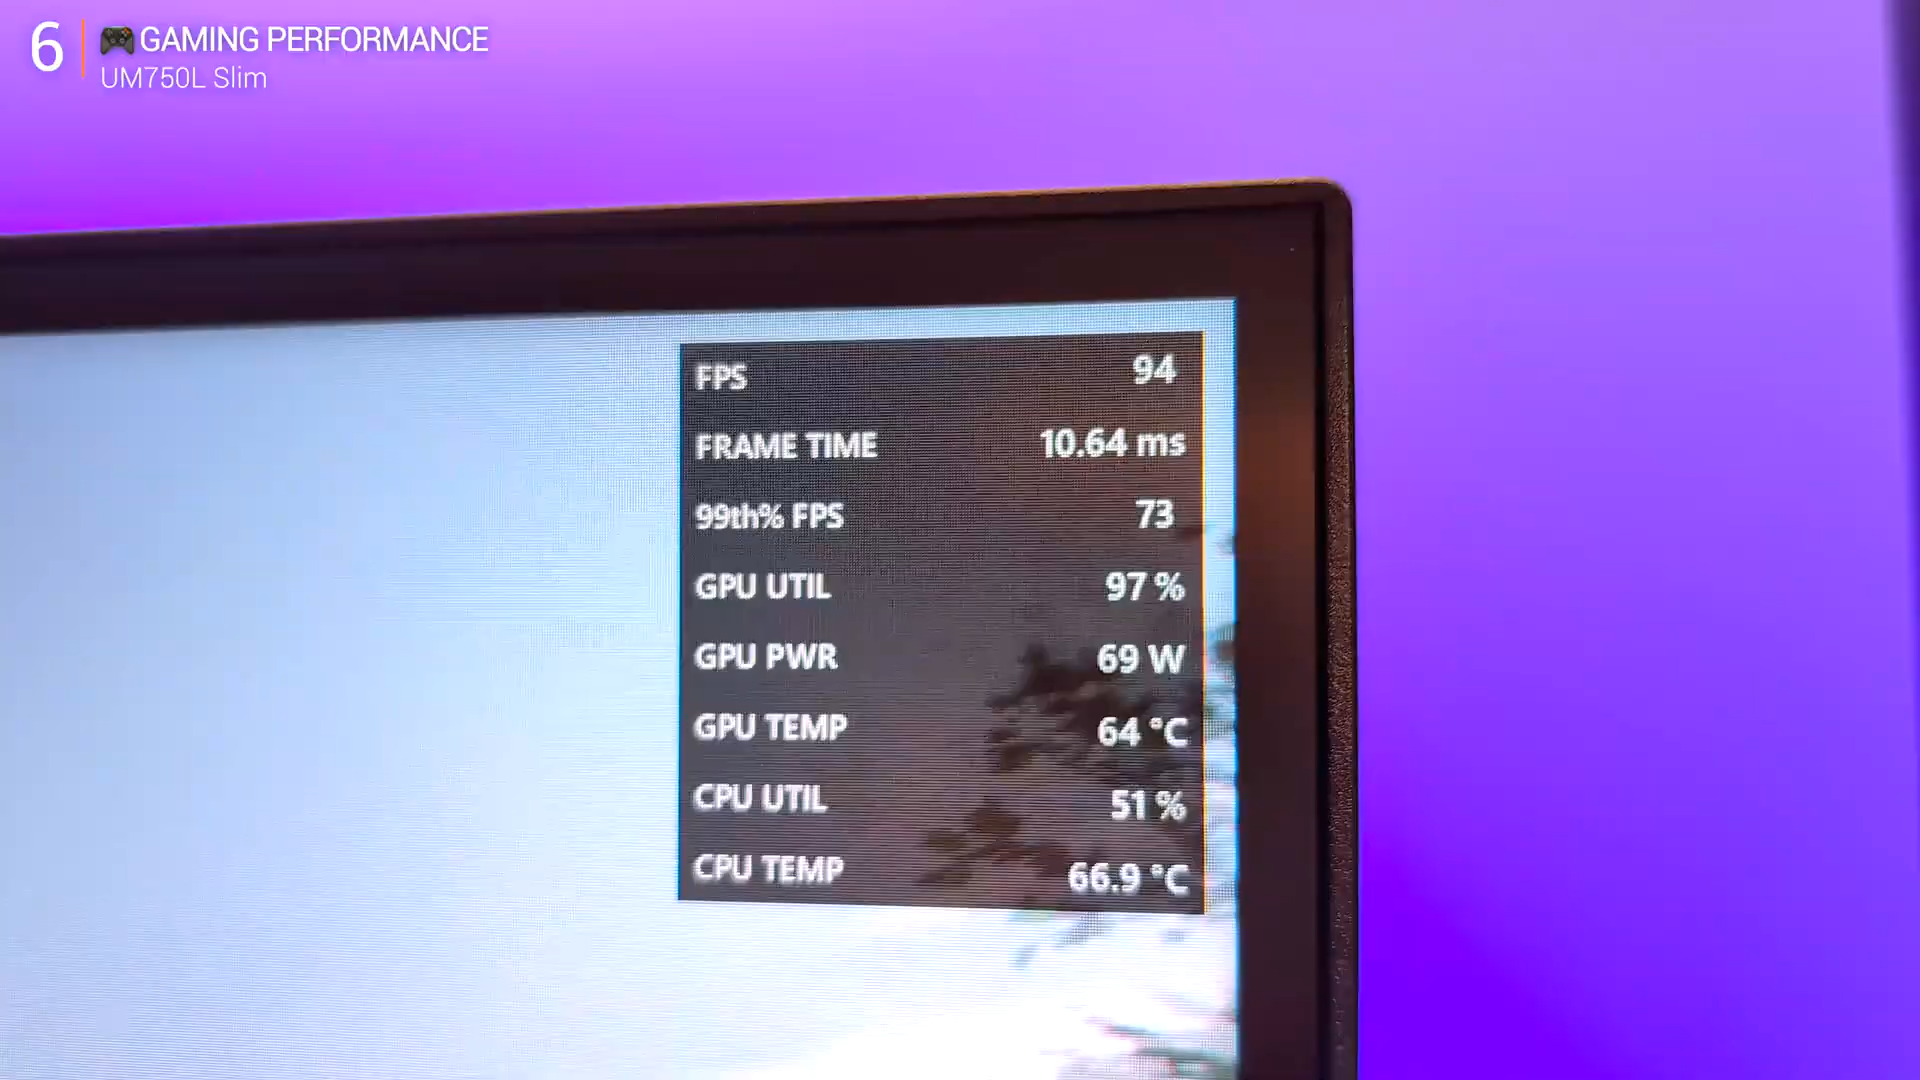 6
GAMING PERFORMANCE
UM750L Slim
FPS 94
FRAME TIME 10.64 ms
99th% FPS 73
GPU UTIL 97 %
GPU PWR 69 W
GPU TEMP 64 °C
CPU UTIL 51 %
CPU TEMP 66.9 °C